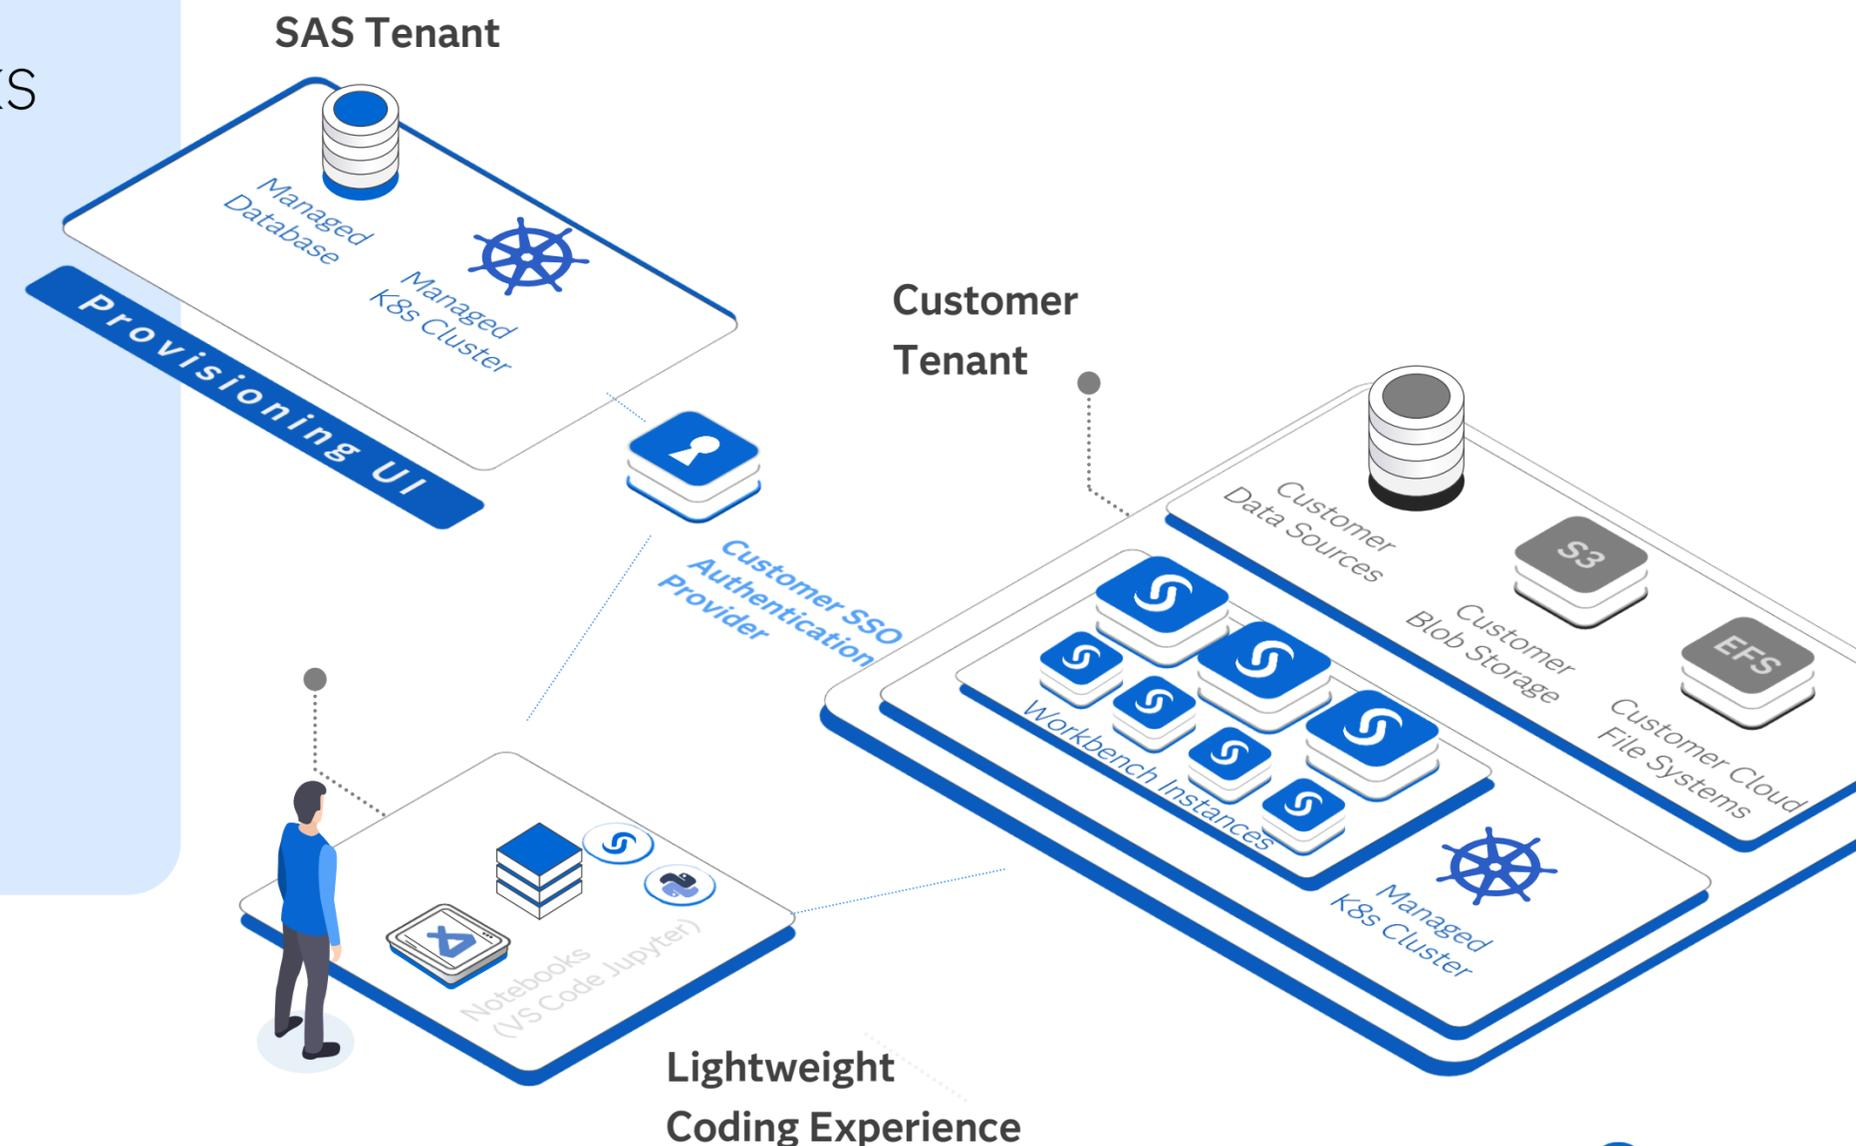 SAS Tenant
Managed
Database
Managed
K8s Cluster
Provisioning UI
Customer
Tenant
Customer SSO
Authentication
Provider
Customer
Data Sources
S3
Customer
Blob Storage
EFS
Customer Cloud
File Systems
Workbench Instances
Managed
K8s Cluster
Notebooks
(VS Code Jupyter)
Lightweight
Coding Experience